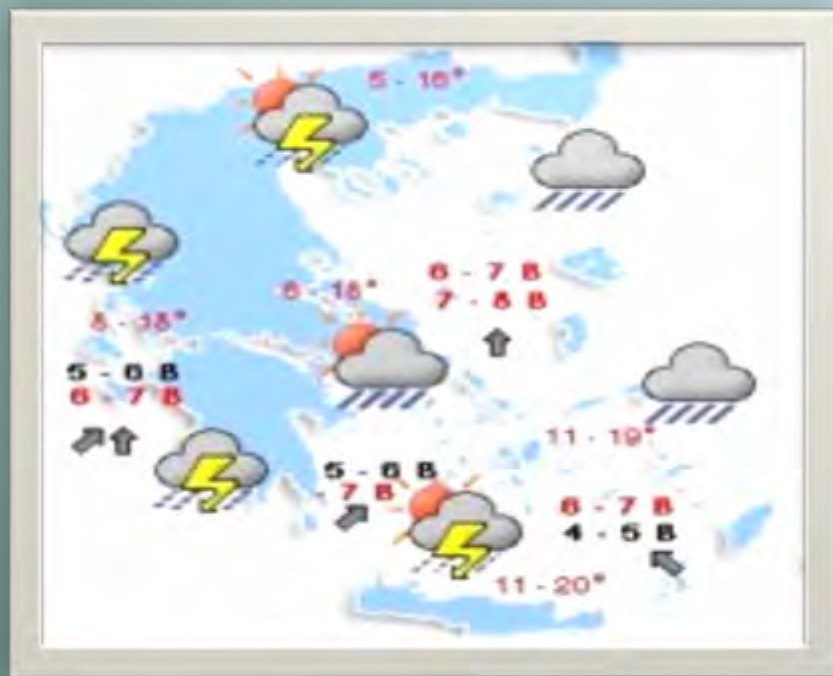 5 - 16°
6 - 7 B
7 - 8 B
6 - 18°
8 - 18°
5 - 6 B
6 - 7 B
11 - 19°
5 - 6 B
7 B
6 - 7 B
4 - 5 B
11 - 20°